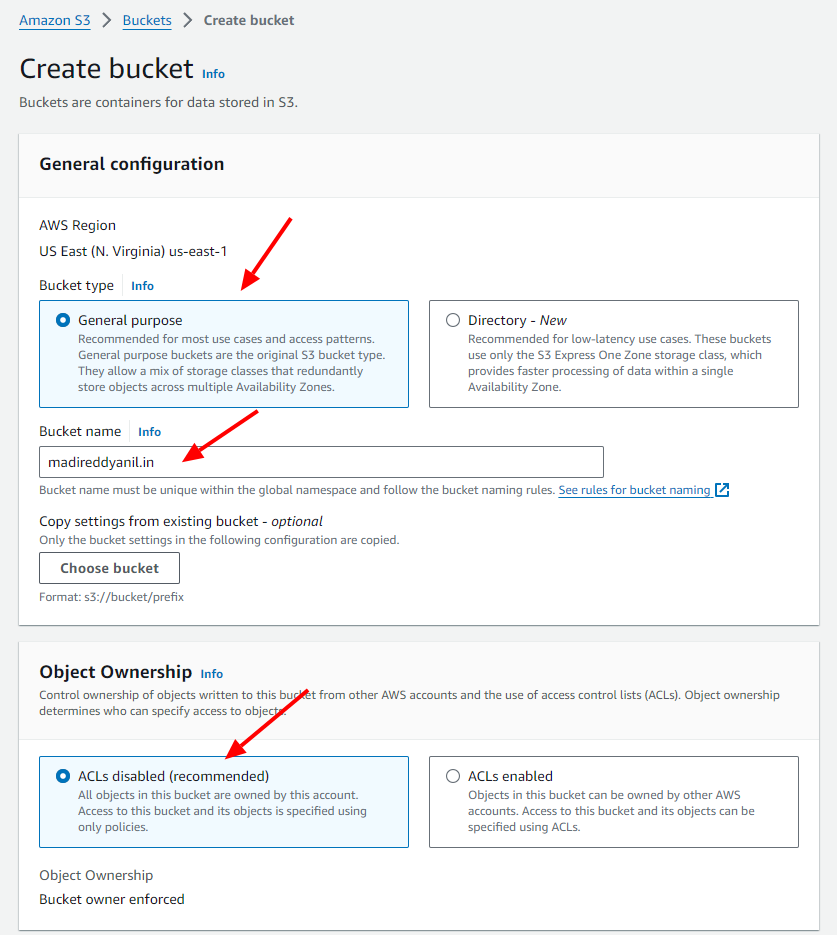 Amazon S3 > Buckets > Create bucket
Create bucket Info
Buckets are containers for data stored in S3.
General configuration
AWS Region
US East (N. Virginia) us-east-1
Bucket type Info
General purpose
Recommended for most use cases and access patterns.
General purpose buckets are the original S3 bucket type.
They allow a mix of storage classes that redundantly
store objects across multiple Availability Zones.
Directory - New
Recommended for low-latency use cases. These buckets
use only the S3 Express One Zone storage class, which
provides faster processing of data within a single
Availability Zone.
Bucket name Info
madireddyanil.in
Bucket name must be unique within the global namespace and follow the bucket naming rules. See rules for bucket naming
Copy settings from existing bucket - optional
Only the bucket settings in the following configuration are copied.
Choose bucket
Format: s3://bucket/prefix
Object Ownership Info
Control ownership of objects written to this bucket from other AWS accounts and the use of access control lists (ACLs). Object ownership
determines who can specify access to objects.
ACLs disabled (recommended)
All objects in this bucket are owned by this account.
Access to this bucket and its objects is specified using
only policies.
ACLs enabled
Objects in this bucket can be owned by other AWS
accounts. Access to this bucket and its objects can be
specified using ACLs.
Object Ownership
Bucket owner enforced